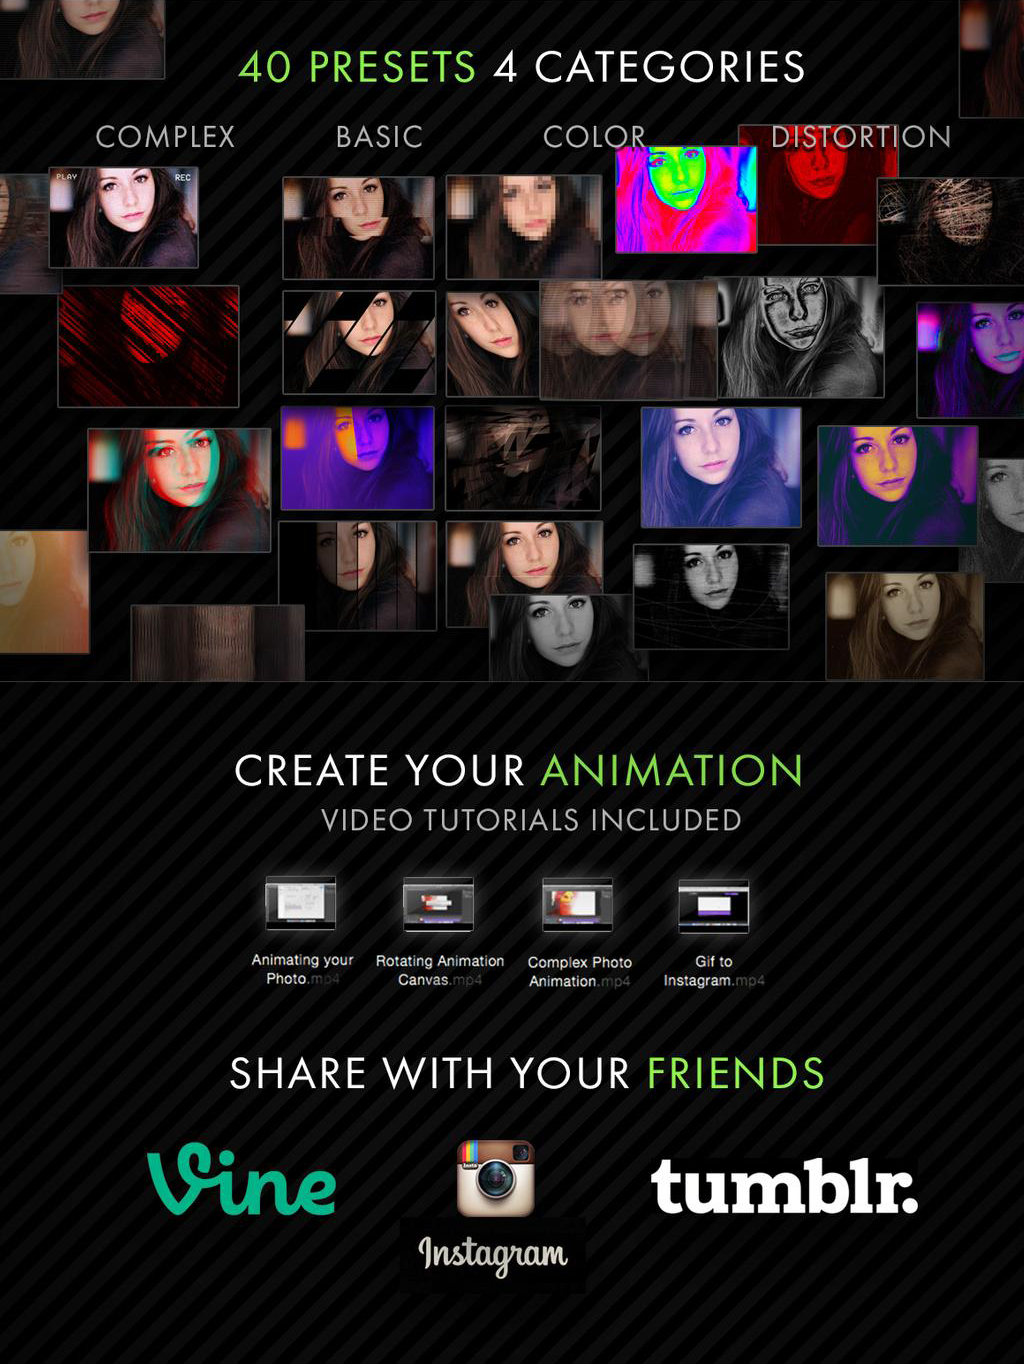 40 PRESETS 4 CATEGORIES
COMPLEX BASIC COLOR DISTORTION
PLAY REC
CREATE YOUR ANIMATION
VIDEO TUTORIALS INCLUDED
Animating your
Photo.mp4
Rotating Animation
Canvas.mp4
Complex Photo
Animation.mp4
Gif to
Instagram.mp4
SHARE WITH YOUR FRIENDS
Vine
Insta
Instagram
tumblr.